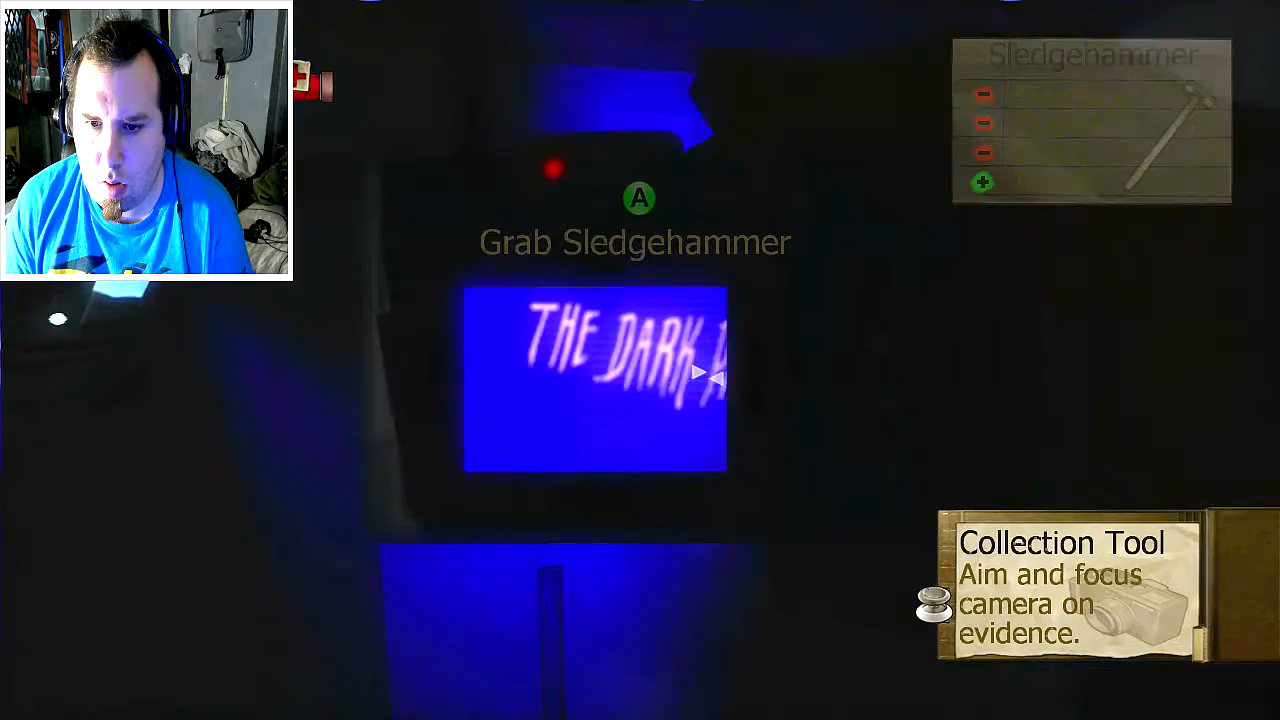 Sledgehammer
A
Grab Sledgehammer
THE DARK
Collection Tool
Aim and focus
camera on
evidence.